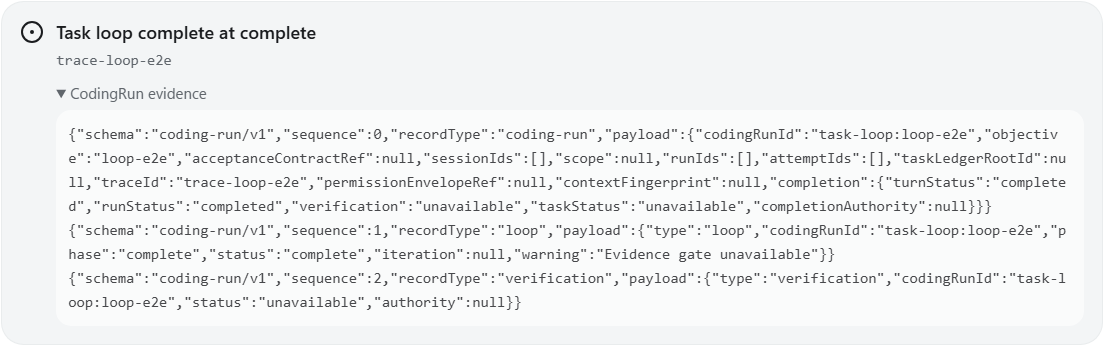 Task loop complete at complete
trace-loop-e2e
▼ CodingRun evidence
{"schema":"coding-run/v1","sequence":0,"recordType":"coding-run","payload":{"codingRunId":"task-loop:loop-e2e","objectiv
e":"loop-e2e","acceptanceContractRef":null,"sessionIds":[],"scope":null,"runIds":[],"attemptIds":[],"taskLedgerRootId":nu
ll,"traceId":"trace-loop-e2e","permissionEnvelopeRef":null,"contextFingerprint":null,"completion":{"turnStatus":"complete
d","runStatus":"completed","verification":"unavailable","taskStatus":"unavailable","completionAuthority":null}}}
{"schema":"coding-run/v1","sequence":1,"recordType":"loop","payload":{"type":"loop","codingRunId":"task-loop:loop-e2e","p
hase":"complete","status":"complete","iteration":null,"warning":"Evidence gate unavailable"}}
{"schema":"coding-run/v1","sequence":2,"recordType":"verification","payload":{"type":"verification","codingRunId":"task-l
oop:loop-e2e","status":"unavailable","authority":null}}